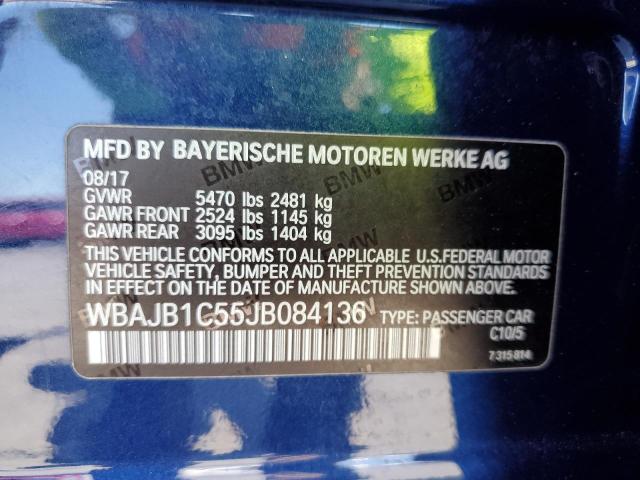 MFD BY BAYERISCHE MOTOREN WERKE AG
08/17
GVWR 5470 lbs 2481 kg
GAWR FRONT 2524 lbs 1145 kg
GAWR REAR 3095 lbs 1404 kg
THIS VEHICLE CONFORMS TO ALL APPLICABLE U.S.FEDERAL MOTOR
VEHICLE SAFETY, BUMPER AND THEFT PREVENTION STANDARDS
IN EFFECT ON THE DATE OF MANUFACTURE SHOWN ABOVE.
WBAJB1C55JB084136 TYPE: PASSENGER CAR
C10/5
7 315 814